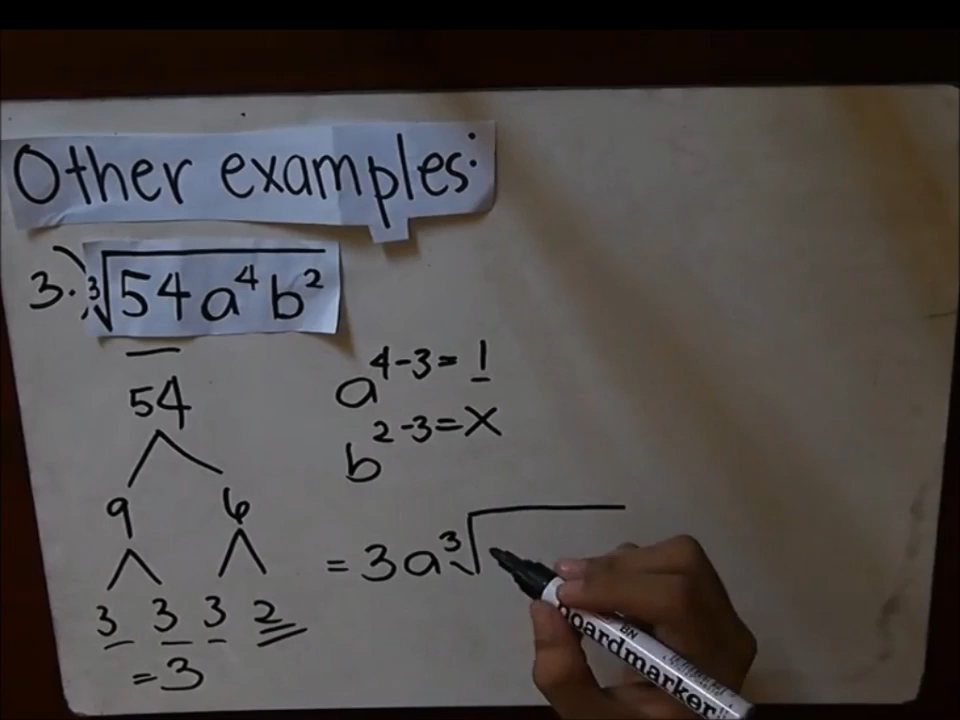 Other examples:
3. ∛54a⁴b²
54
9 6
3 3 3 2
= 3
a⁴⁻³⁼¹
b²⁻³⁼ˣ
= 3a∛
BN
boardmarker